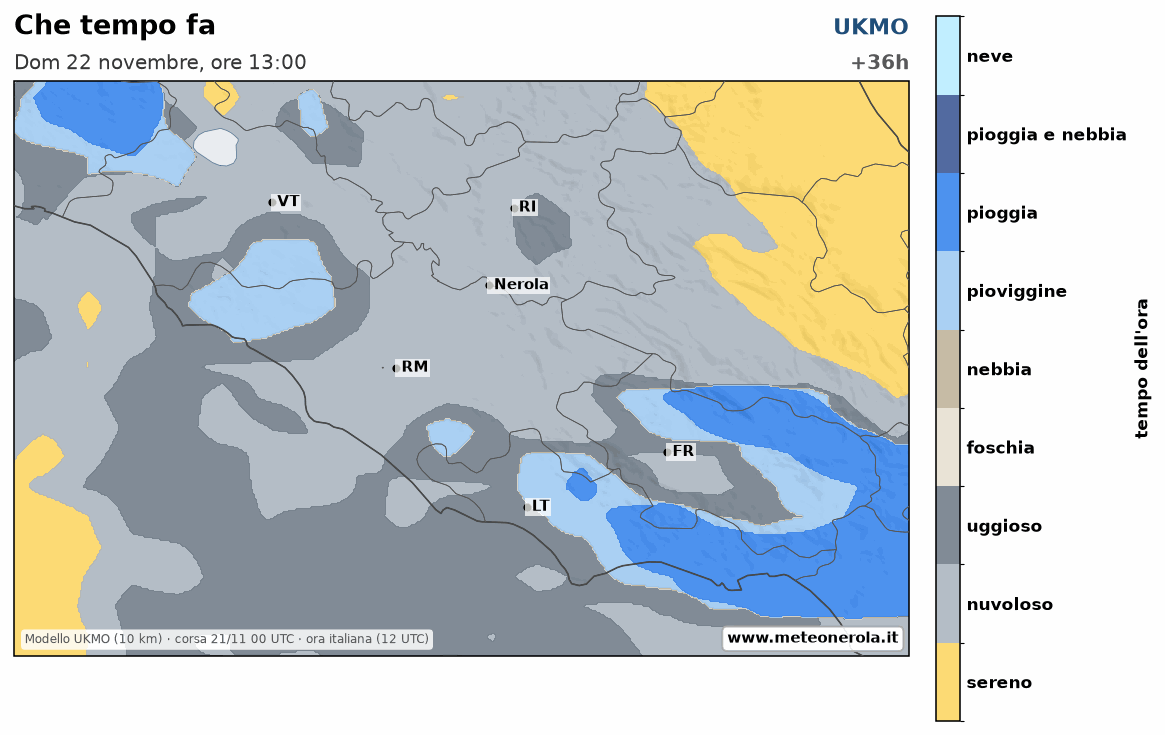 Che tempo fa
UKMO
Dom 22 novembre, ore 13:00
+36h
neve
pioggia e nebbia
pioggia
pioviggine
nebbia
foschia
uggioso
nuvoloso
sereno
tempo dell'ora
VT
RI
Nerola
RM
FR
LT
Modello UKMO (10 km) · corsa 21/11 00 UTC · ora italiana (12 UTC)
www.meteonerola.it